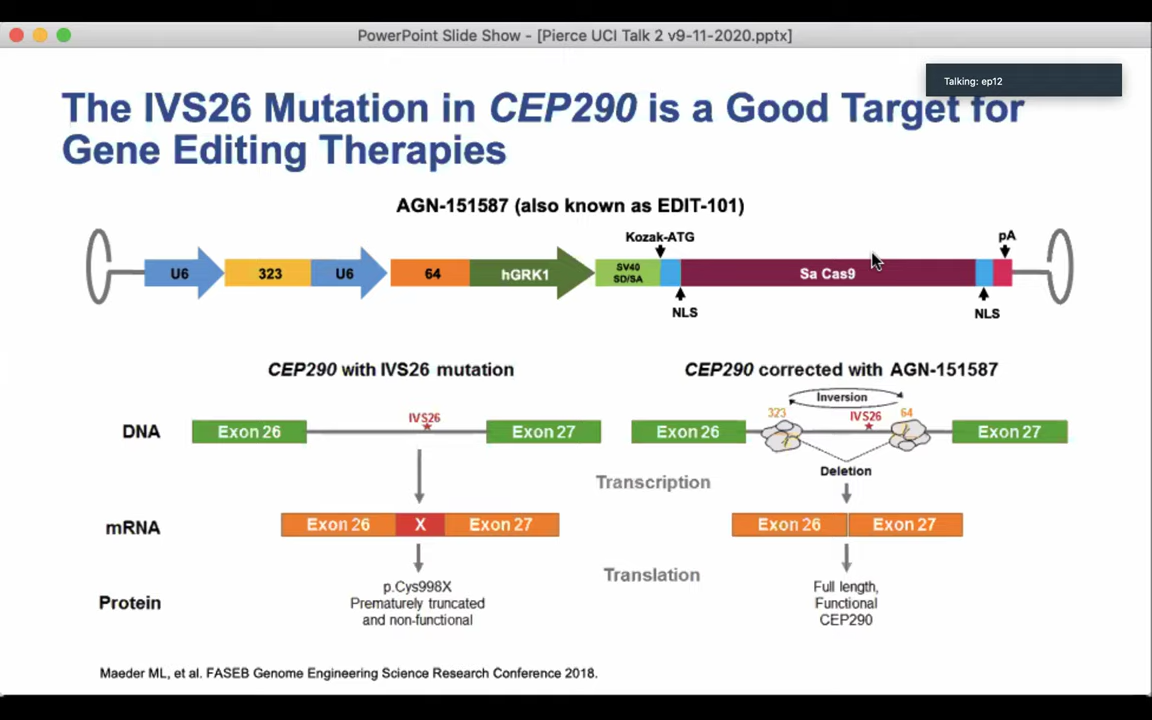 PowerPoint Slide Show - [Pierce UCI Talk 2 v9-11-2020.pptx]
Talking: ep12
The IVS26 Mutation in CEP290 is a Good Target for
Gene Editing Therapies
AGN-151587 (also known as EDIT-101)
Kozak-ATG
pA
U6
323
U6
64
hGRK1
SV40
SD/SA
Sa Cas9
NLS
NLS
CEP290 with IVS26 mutation
CEP290 corrected with AGN-151587
Inversion
DNA
Exon 26
IVS26
Exon 27
Exon 26
323
IVS26
64
Exon 27
Deletion
Transcription
mRNA
Exon 26
X
Exon 27
Exon 26
Exon 27
Translation
Protein
p.Cys998X
Prematurely truncated
and non-functional
Full length,
Functional
CEP290
Maeder ML, et al. FASEB Genome Engineering Science Research Conference 2018.